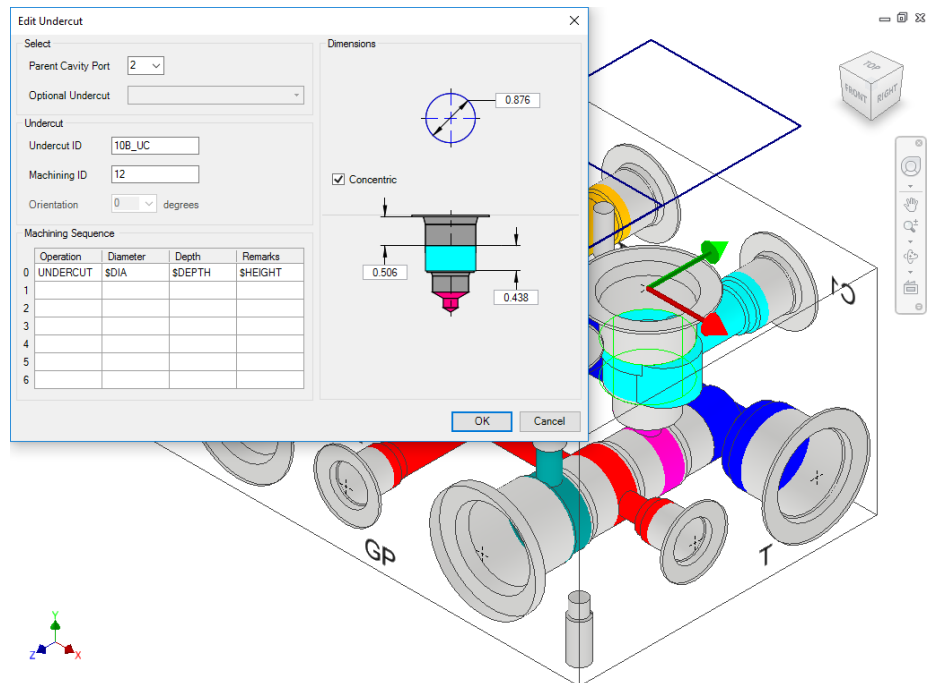 Edit Undercut
Select
Parent Cavity Port 2
Optional Undercut
Undercut
Undercut ID 10B_UC
Machining ID 12
Orientation 0 degrees
Machining Sequence
Operation Diameter Depth Remarks
0 UNDERCUT $DIA $DEPTH $HEIGHT
1
2
3
4
5
6
Dimensions
0.876
Concentric
0.506
0.438
OK Cancel
TOP
FRONT RIGHT
GP
T
Y
Z X